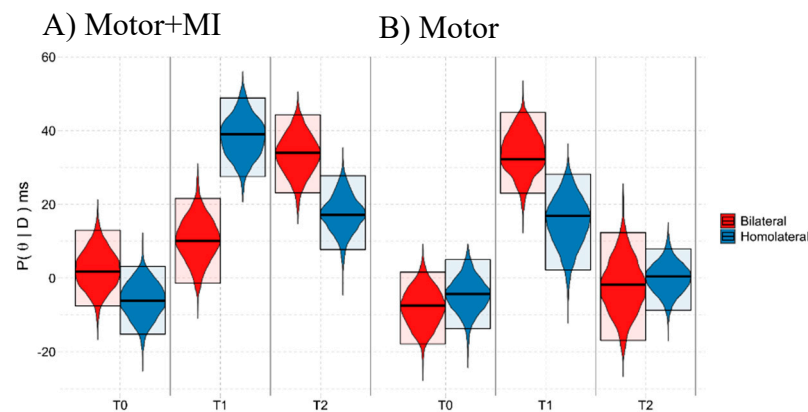 A) Motor+MI
B) Motor
60
40
20
0
-20
P( θ | D ) ms
T0
T1
T2
T0
T1
T2
Bilateral
Homolateral